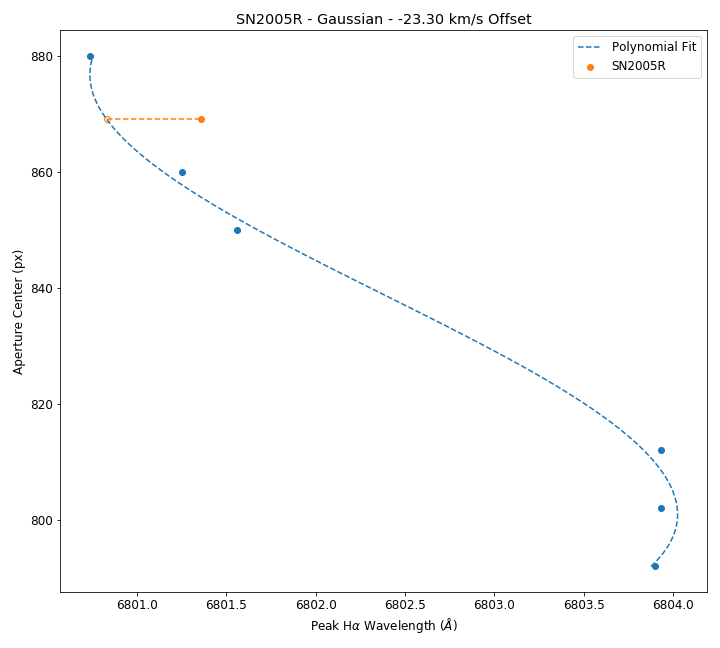 SN2005R - Gaussian - -23.30 km/s Offset
Polynomial Fit
SN2005R
880
860
840
820
800
Aperture Center (px)
6801.0 6801.5 6802.0 6802.5 6803.0 6803.5 6804.0
Peak Hα Wavelength (Å)